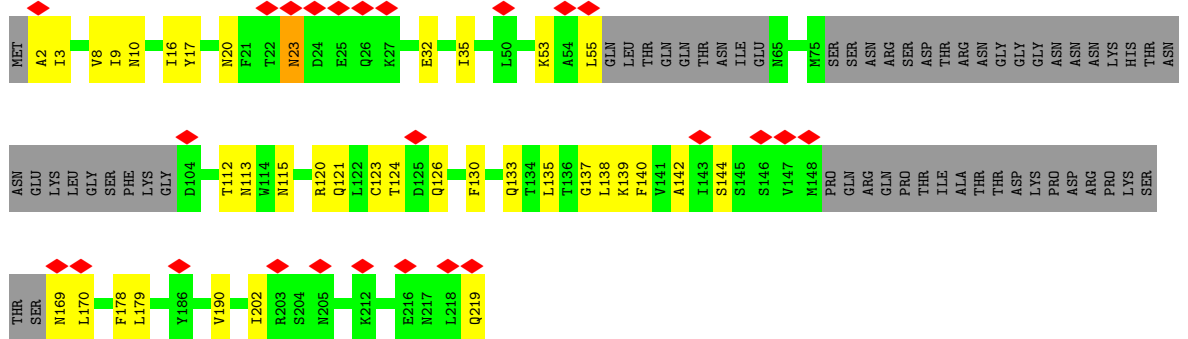 MET A2 I3 V8 I9 N10 I16 Y17 N20 F21 T22 N23 D24 E25 Q26 K27 E32 I35 L50 K53 A54 L55 GLN LEU THR GLN GLN THR ASN ILE GLU N65 M75 SER SER ASN ARG SER ASP THR ARG ASN GLY GLY GLY ASN ASN ASN LYS HIS THR ASN
ASN GLU LYS LEU GLY SER PHE LYS GLY D104 T112 N113 W114 N115 R120 Q121 L122 C123 T124 D125 Q126 F130 Q133 T134 L135 T136 G137 L138 K139 F140 V141 A142 I143 S144 S145 S146 V147 M148 PRO GLN ARG GLN PRO THR ILE ALA THR THR ASP LYS PRO ASP ARG PRO LYS SER
THR SER N169 L170 F178 L179 Y186 V190 I202 R203 S204 N205 K212 E216 N217 L218 Q219